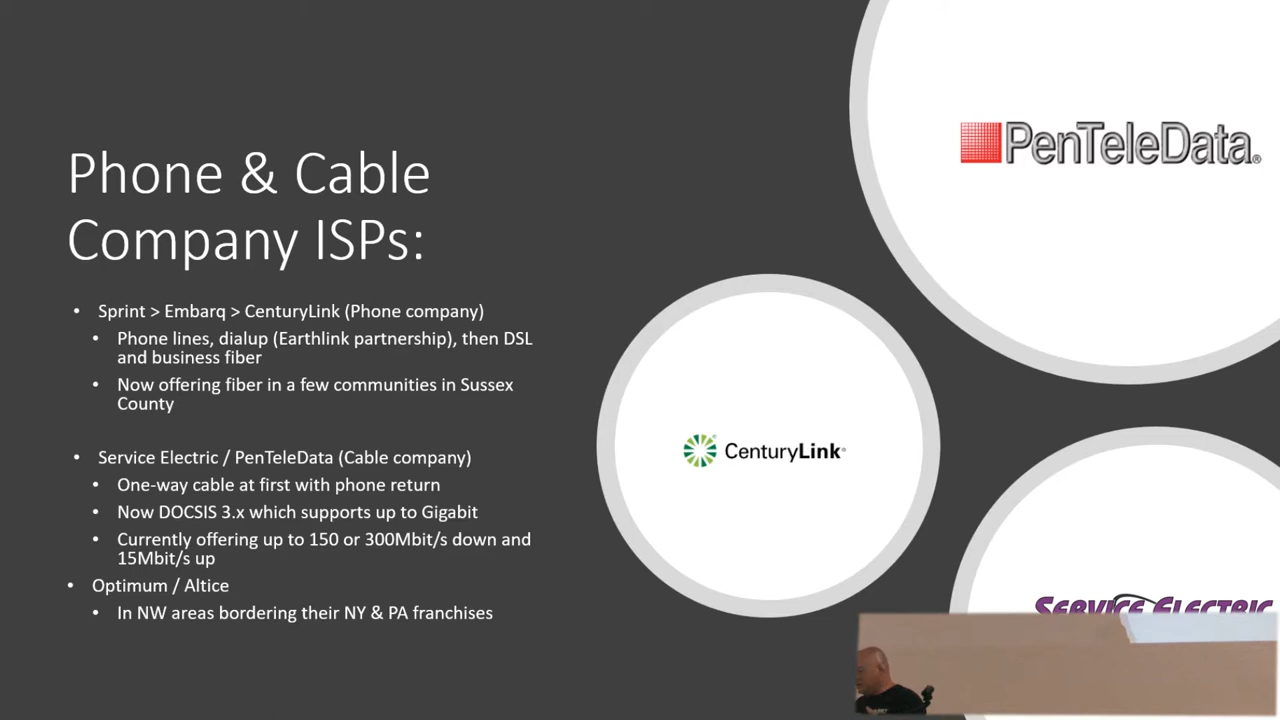 Phone & Cable
Company ISPs:
Sprint > Embarq > CenturyLink (Phone company)
Phone lines, dialup (Earthlink partnership), then DSL
and business fiber
Now offering fiber in a few communities in Sussex
County
Service Electric / PenTeleData (Cable company)
One-way cable at first with phone return
Now DOCSIS 3.x which supports up to Gigabit
Currently offering up to 150 or 300Mbit/s down and
15Mbit/s up
Optimum / Altice
In NW areas bordering their NY & PA franchises
PenTeleData®
CenturyLink®
SERVICE ELECTRIC